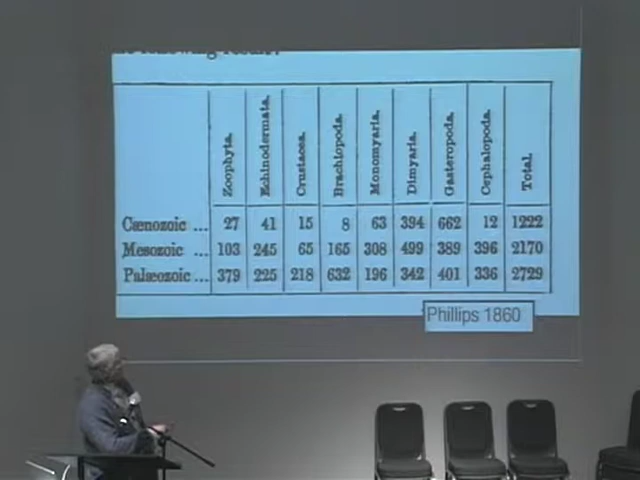 Zoophyta. Echinodermata. Crustacea. Brachiopoda. Monomyaria. Dimyaria. Gasteropoda. Cephalopoda. Total.
Cænozoic ... 27 41 15 8 63 394 662 12 1222
Mesozoic ... 103 245 65 165 308 499 389 396 2170
Palæozoic ... 379 225 218 632 196 342 401 336 2729
Phillips 1860